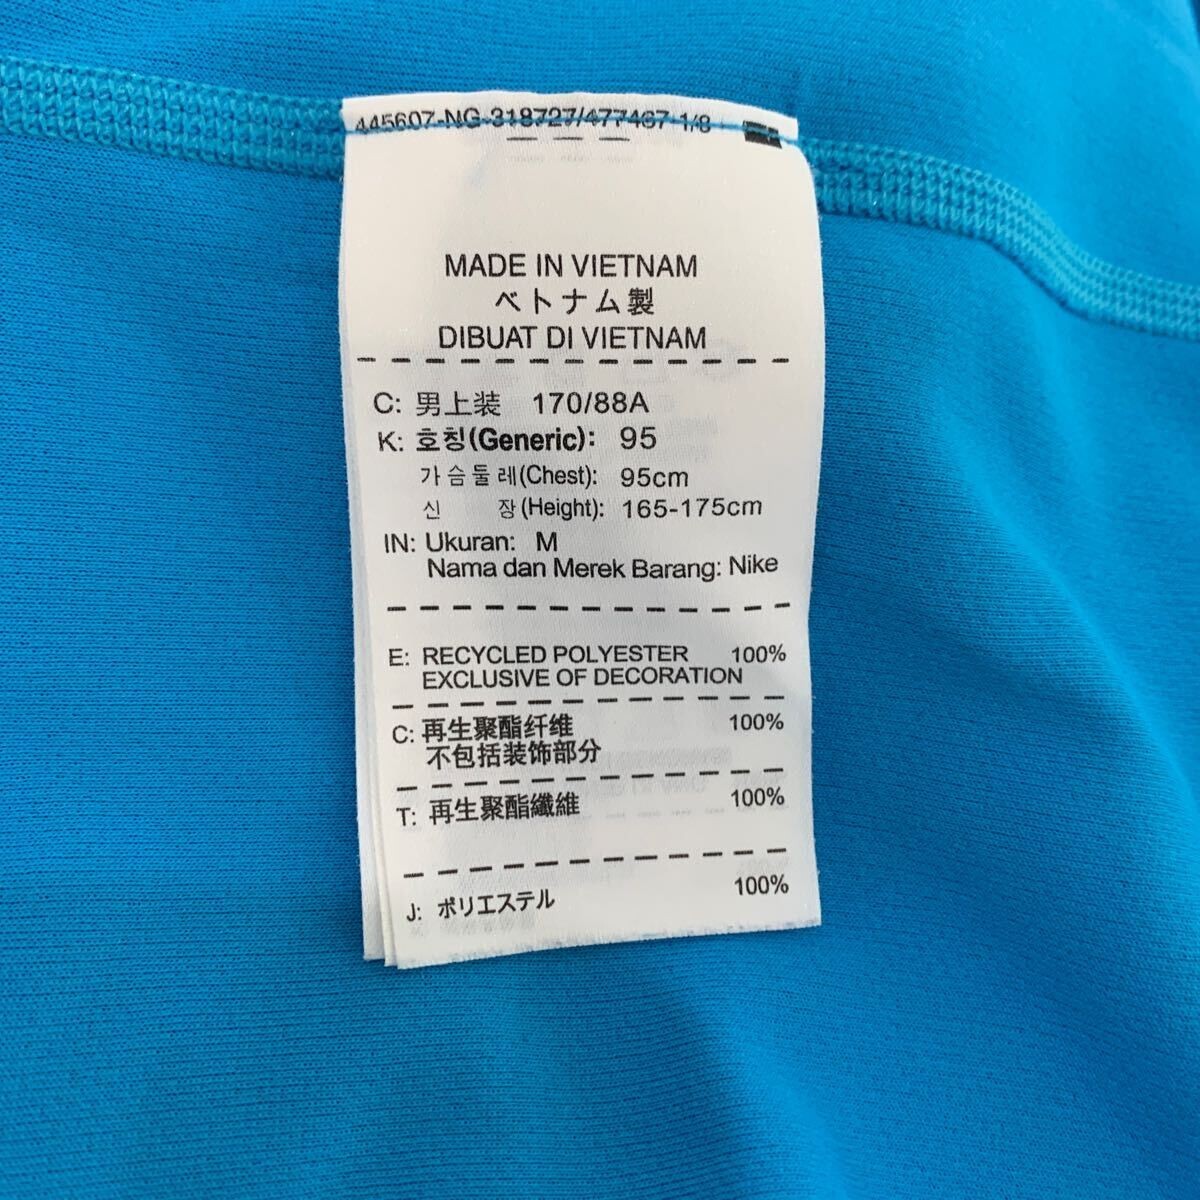 445607-NG-318727/477467-1/8
MADE IN VIETNAM
ベトナム製
DIBUAT DI VIETNAM
C: 男上装 170/88A
K: 호칭(Generic): 95
가슴둘레(Chest): 95cm
신 장(Height): 165-175cm
IN: Ukuran: M
Nama dan Merek Barang: Nike
E: RECYCLED POLYESTER 100%
EXCLUSIVE OF DECORATION
C: 再生聚酯纤维 100%
不包括装饰部分
T: 再生聚酯纖維 100%
J: ポリエステル 100%